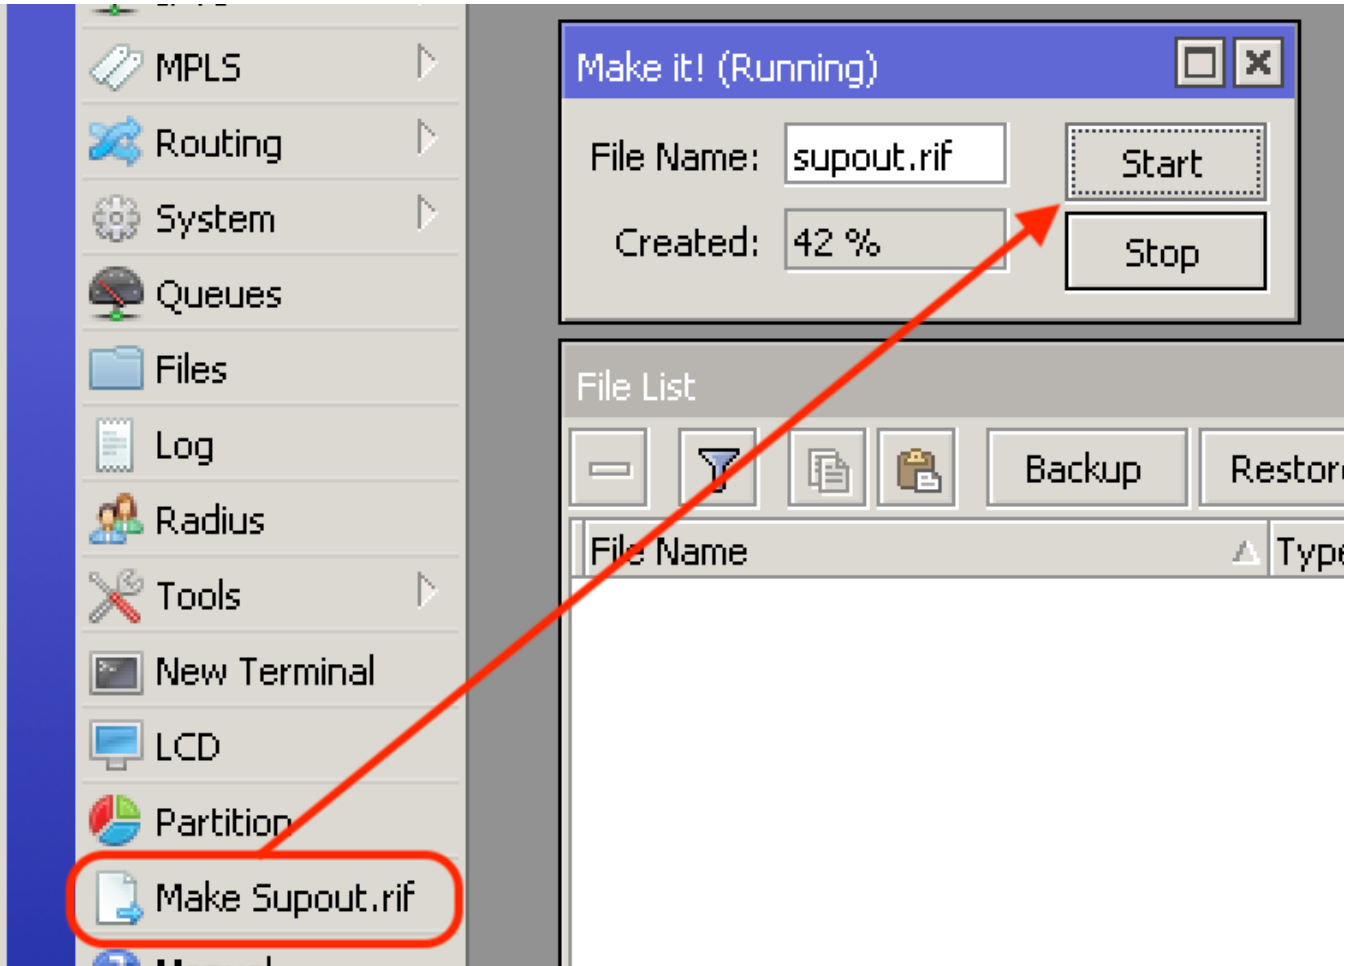 MPLS
Routing
System
Queues
Files
Log
Radius
Tools
New Terminal
LCD
Partition
Make Supout.rif
Make it! (Running)
File Name: supout.rif
Start
Created: 42 %
Stop
File List
Backup
File Name